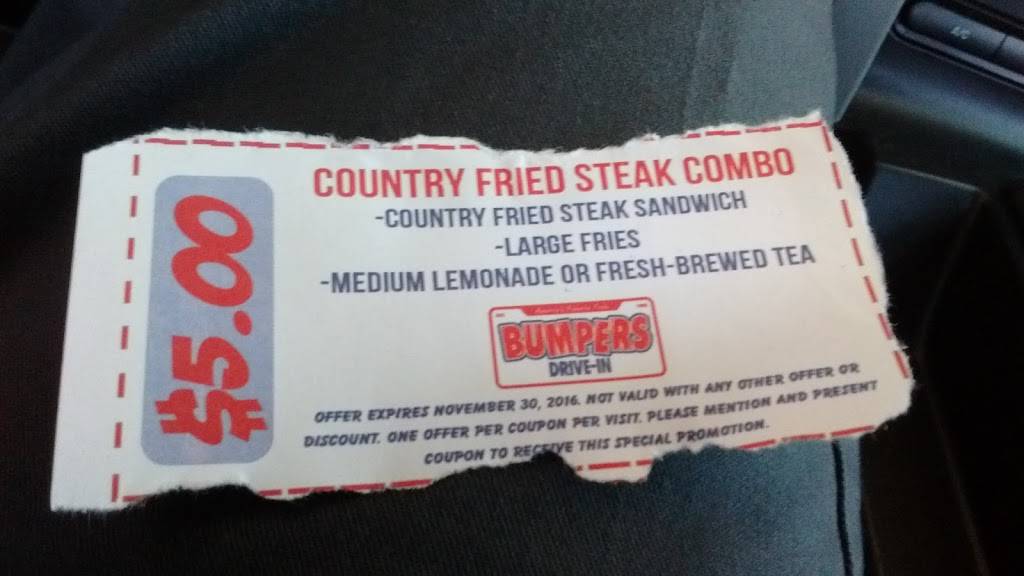 $5.00
COUNTRY FRIED STEAK COMBO
-COUNTRY FRIED STEAK SANDWICH
-LARGE FRIES
-MEDIUM LEMONADE OR FRESH-BREWED TEA
BUMPERS
DRIVE-IN
OFFER EXPIRES NOVEMBER 30, 2016. NOT VALID WITH ANY OTHER OFFER OR
DISCOUNT. ONE OFFER PER COUPON PER VISIT. PLEASE MENTION AND PRESENT
COUPON TO RECEIVE THIS SPECIAL PROMOTION.